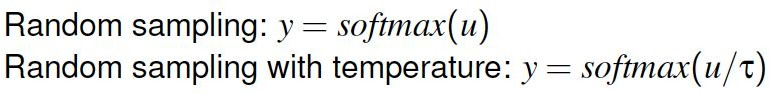 Random sampling: y = softmax(u)
Random sampling with temperature: y = softmax(u/τ)